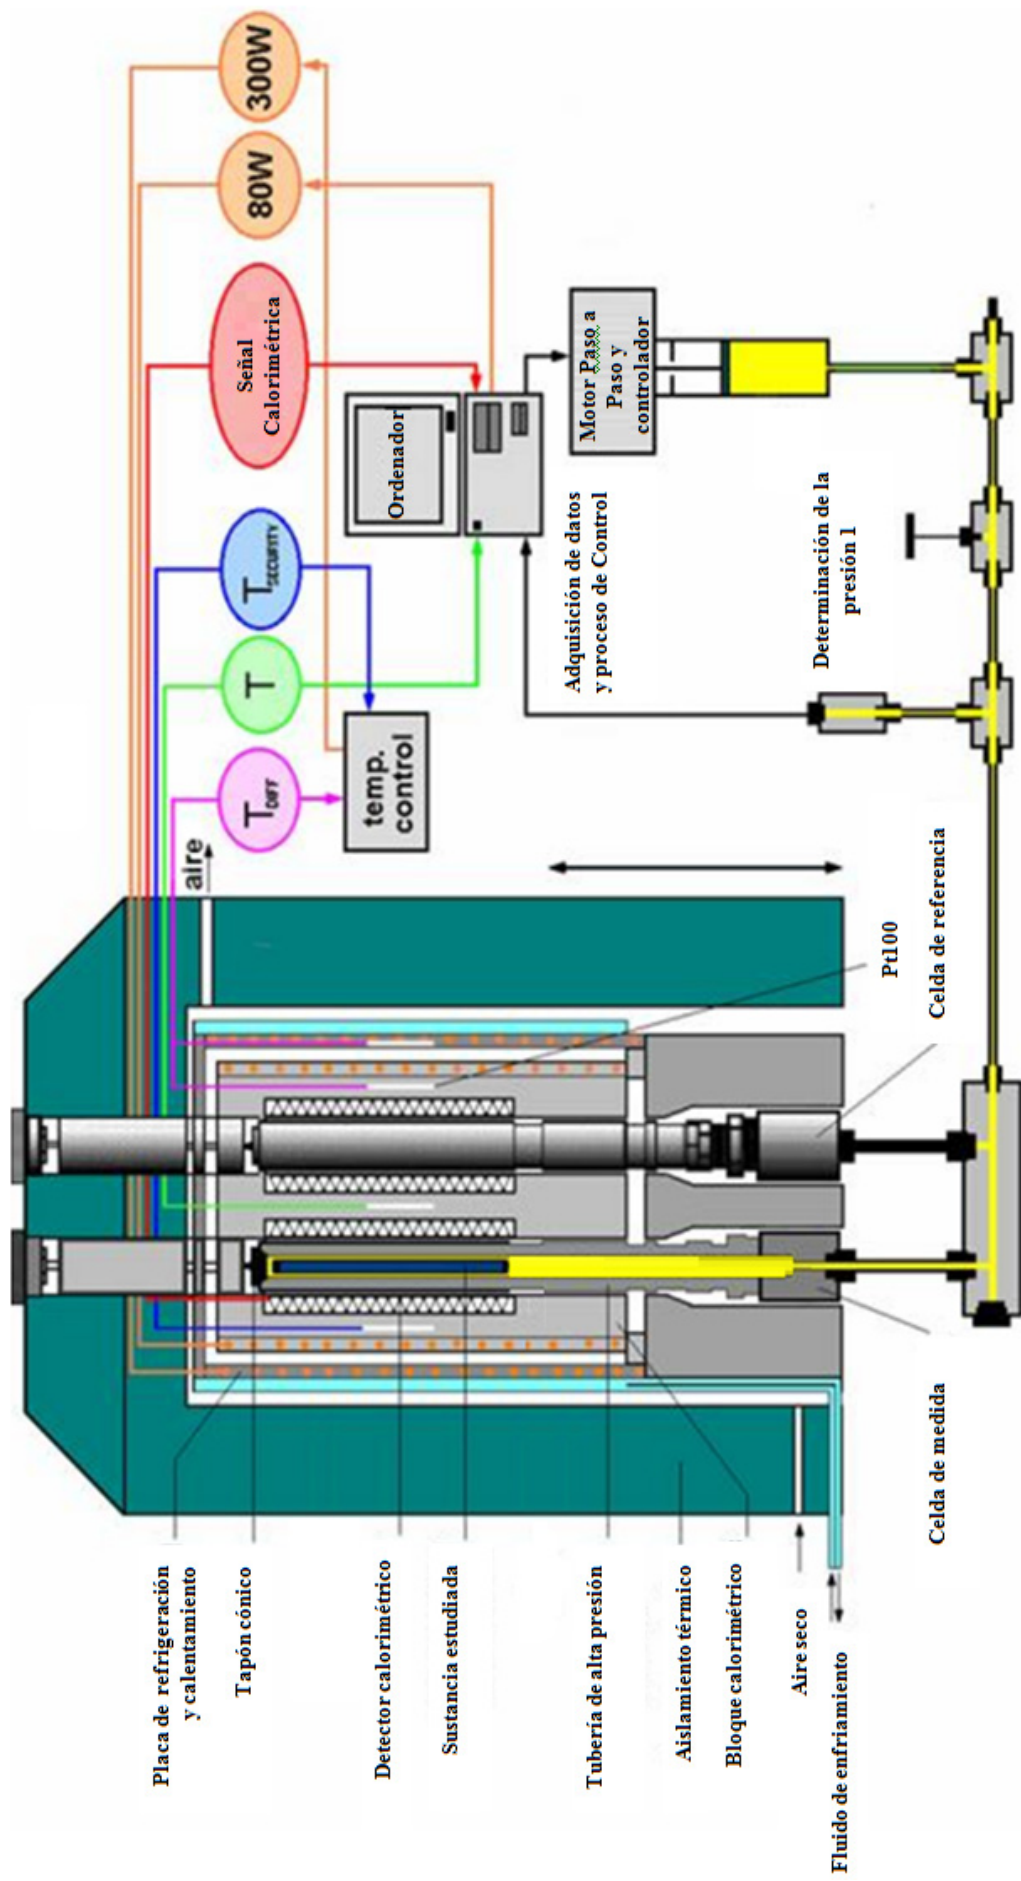 Placa de refrigeración
y calentamiento
Tapón cónico
Detector calorimétrico
Sustancia estudiada
Tubería de alta presión
Aislamiento térmico
Bloque calorimétrico
Aire seco
Fluido de enfriamiento
Celda de medida
Celda de referencia
Pt100
aire
T DIFF
T
T SECURITY
Señal
Calorimétrica
80W
300W
temp.
control
Ordenador
Adquisición de datos
y proceso de Control
Motor Paso a
Paso y
controlador
Determinación de la
presión 1